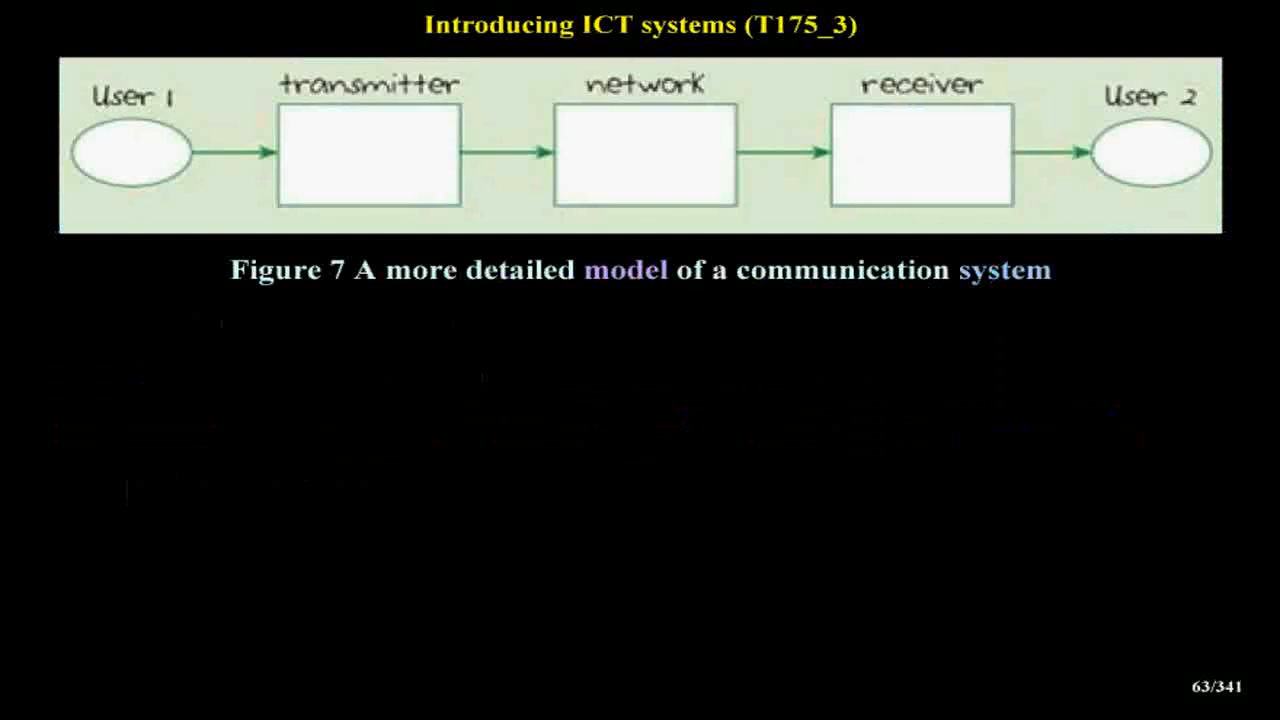 Introducing ICT systems (T175_3)
User 1
transmitter
network
receiver
User 2
Figure 7 A more detailed model of a communication system
63/341